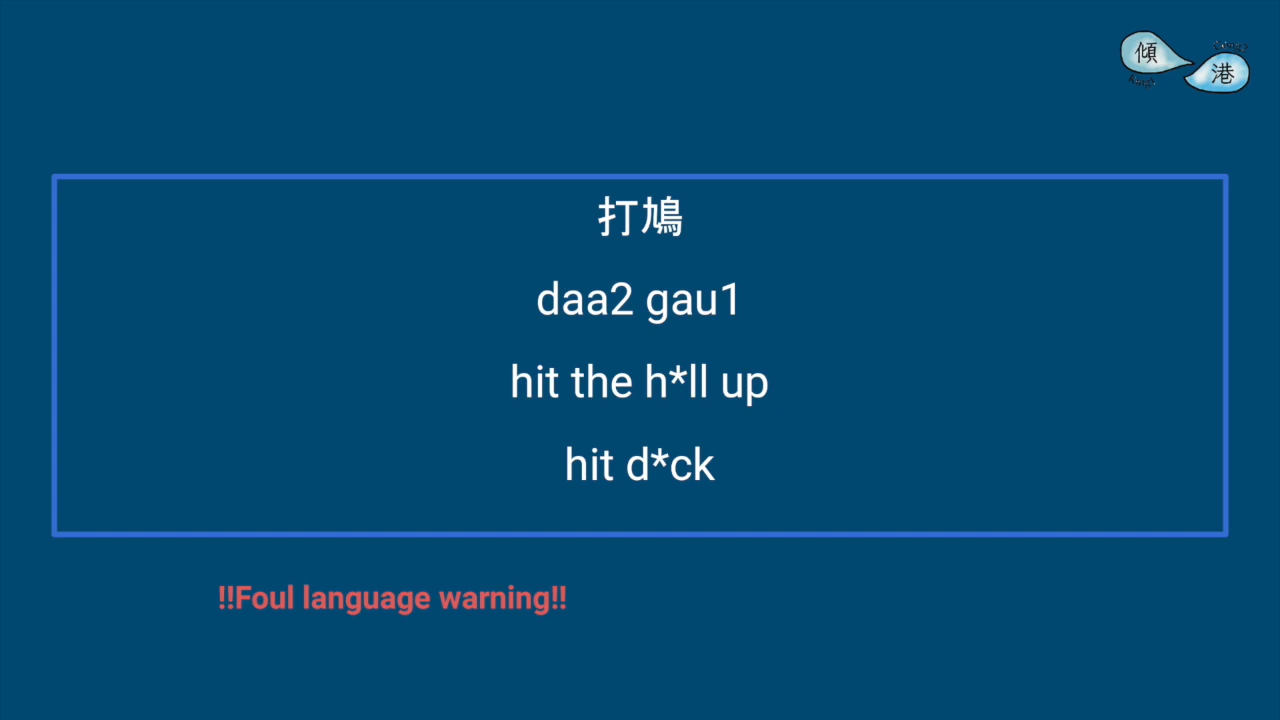 傾
港
打鳩
daa2 gau1
hit the h*ll up
hit d*ck
!!Foul language warning!!